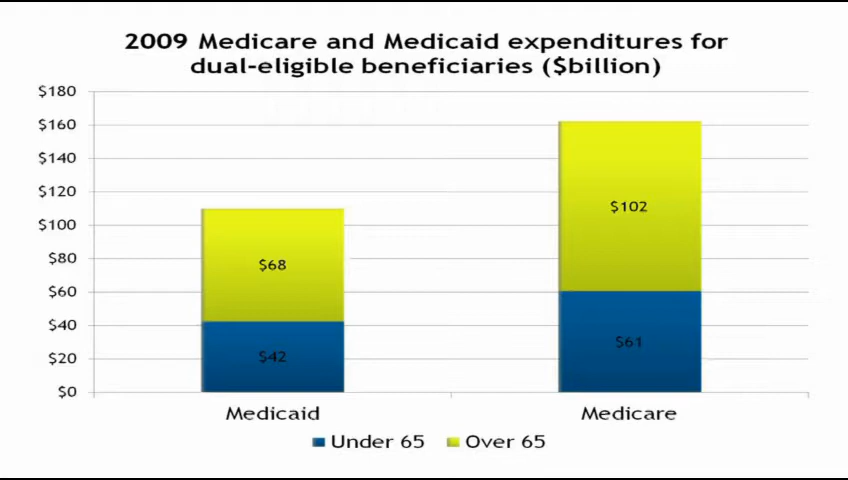 2009 Medicare and Medicaid expenditures for
dual-eligible beneficiaries ($billion)
$180
$160
$140
$120
$100
$80
$60
$40
$20
$0
$68
$42
$102
$61
Medicaid
Medicare
Under 65
Over 65